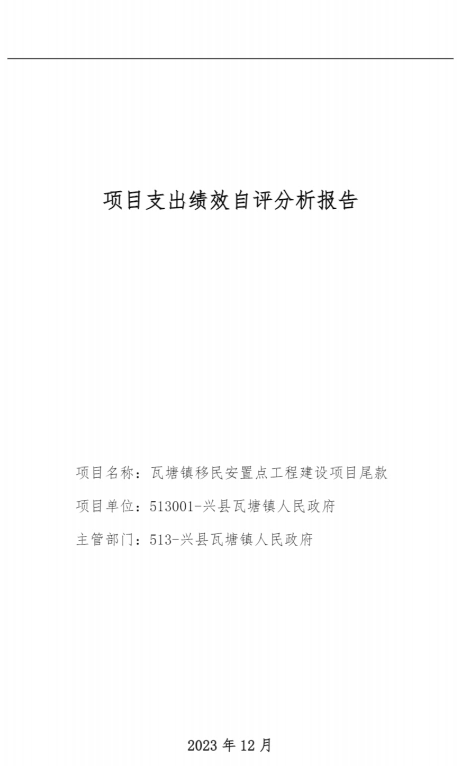 项目支出绩效自评分析报告
项目名称：瓦塘镇移民安置点工程建设项目尾款
项目单位：513001-兴县瓦塘镇人民政府
主管部门：513-兴县瓦塘镇人民政府
2023 年 12 月